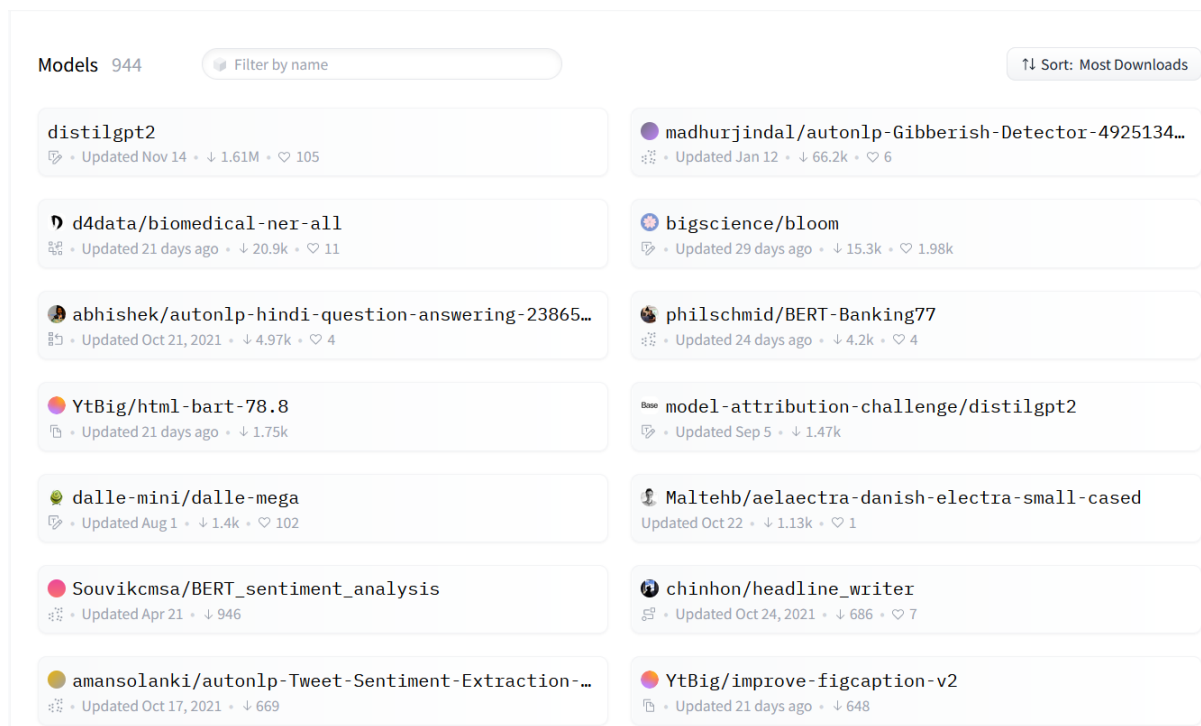 Models 944
Filter by name
Sort: Most Downloads
distilgpt2
Updated Nov 14 • 1.61M • 105
madhurjindal/autonlp-Gibberish-Detector-4925134…
Updated Jan 12 • 66.2k • 6
d4data/biomedical-ner-all
Updated 21 days ago • 20.9k • 11
bigscience/bloom
Updated 29 days ago • 15.3k • 1.98k
abhishek/autonlp-hindi-question-answering-23865…
Updated Oct 21, 2021 • 4.97k • 4
philschmid/BERT-Banking77
Updated 24 days ago • 4.2k • 4
YtBig/html-bart-78.8
Updated 21 days ago • 1.75k
Base
model-attribution-challenge/distilgpt2
Updated Sep 5 • 1.47k
dalle-mini/dalle-mega
Updated Aug 1 • 1.4k • 102
Maltehb/aelaectra-danish-electra-small-cased
Updated Oct 22 • 1.13k • 1
Souvikcmsa/BERT_sentiment_analysis
Updated Apr 21 • 946
chinhon/headline_writer
Updated Oct 24, 2021 • 686 • 7
amansolanki/autonlp-Tweet-Sentiment-Extraction-…
Updated Oct 17, 2021 • 669
YtBig/improve-figcaption-v2
Updated 21 days ago • 648